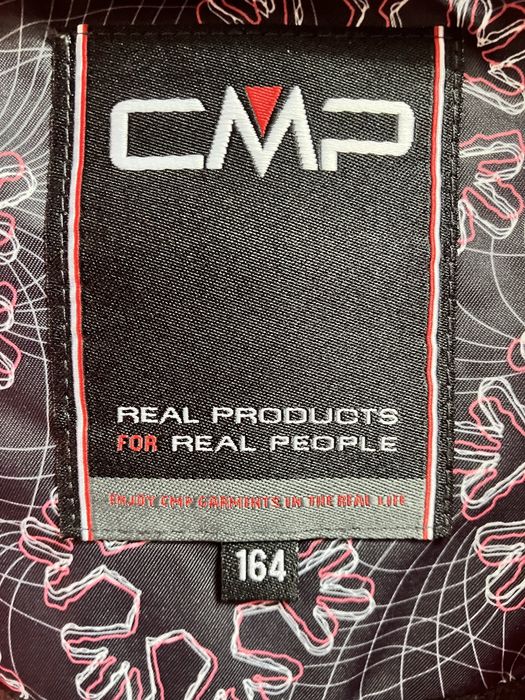 CMP
REAL PRODUCTS
FOR REAL PEOPLE
ENJOY CMP GARMENTS IN THE REAL LIFE
164